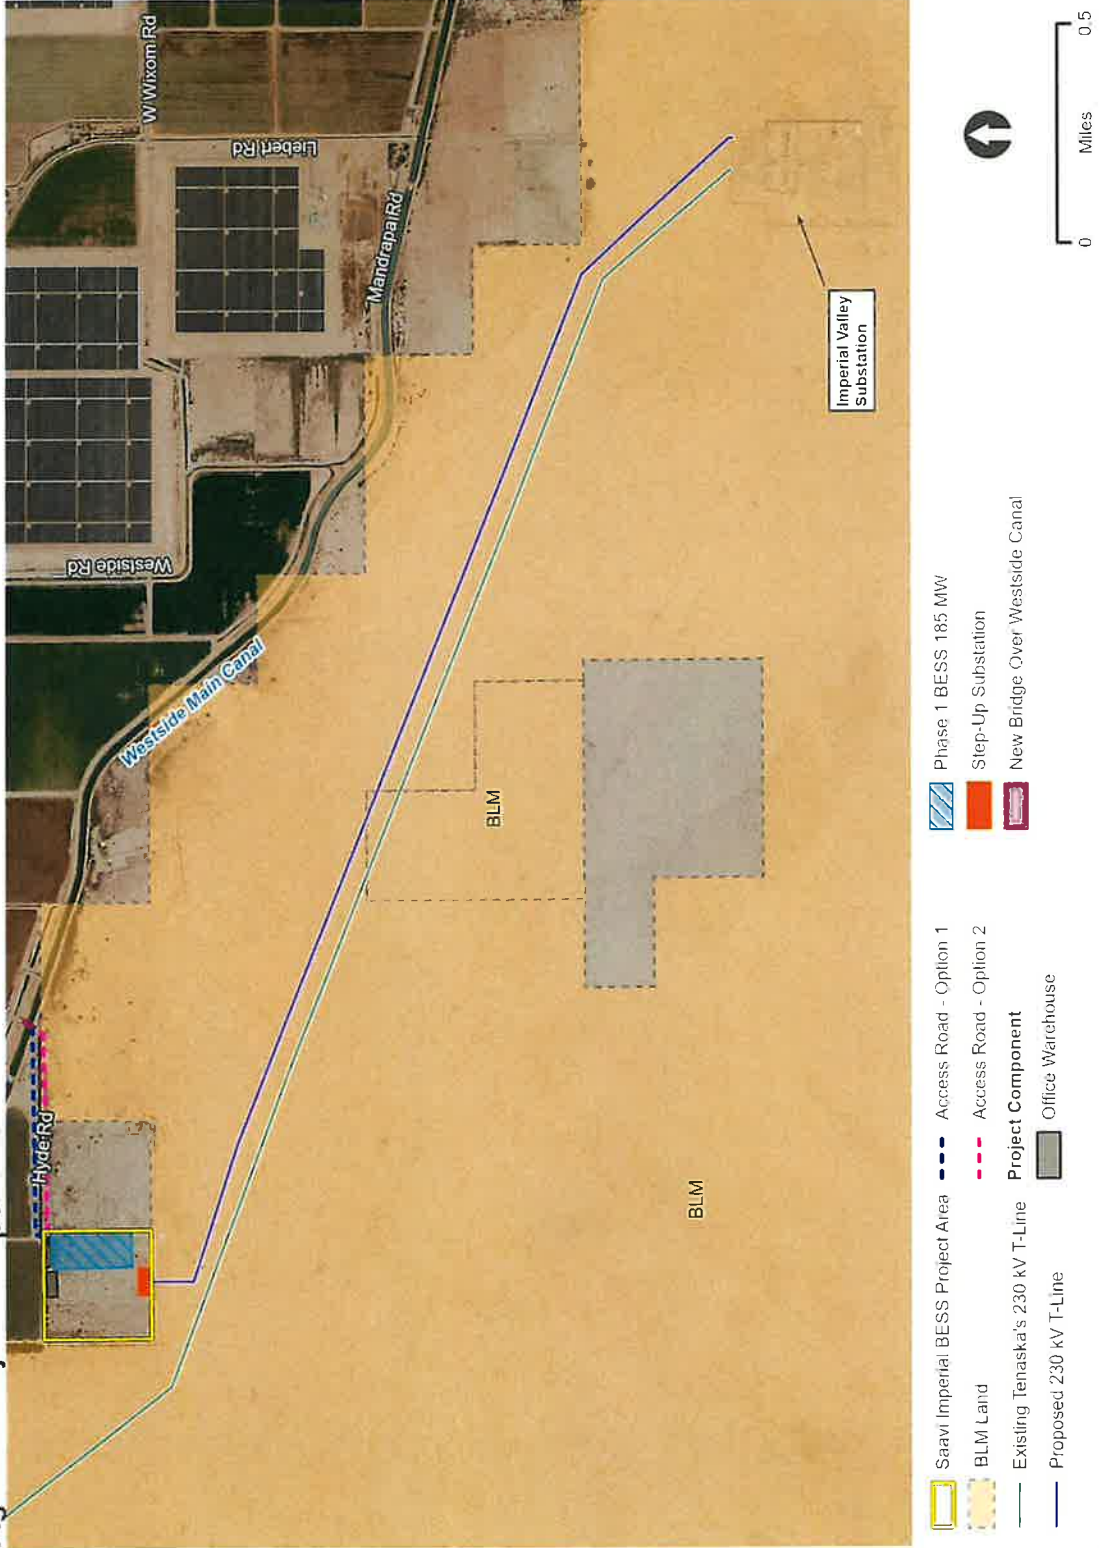 W Wixom Rd
Liebert Rd
Mandrapa Rd
Westside Rd
Westside Main Canal
Hyde Rd
BLM
BLM
Imperial Valley
Substation
Saavi Imperial BESS Project Area
BLM Land
Existing Tenaska's 230 kV T-Line
Proposed 230 kV T-Line
Access Road - Option 1
Access Road - Option 2
Project Component
Office Warehouse
Phase 1 BESS 185 MW
Step-Up Substation
New Bridge Over Westside Canal
0
0.5
Miles